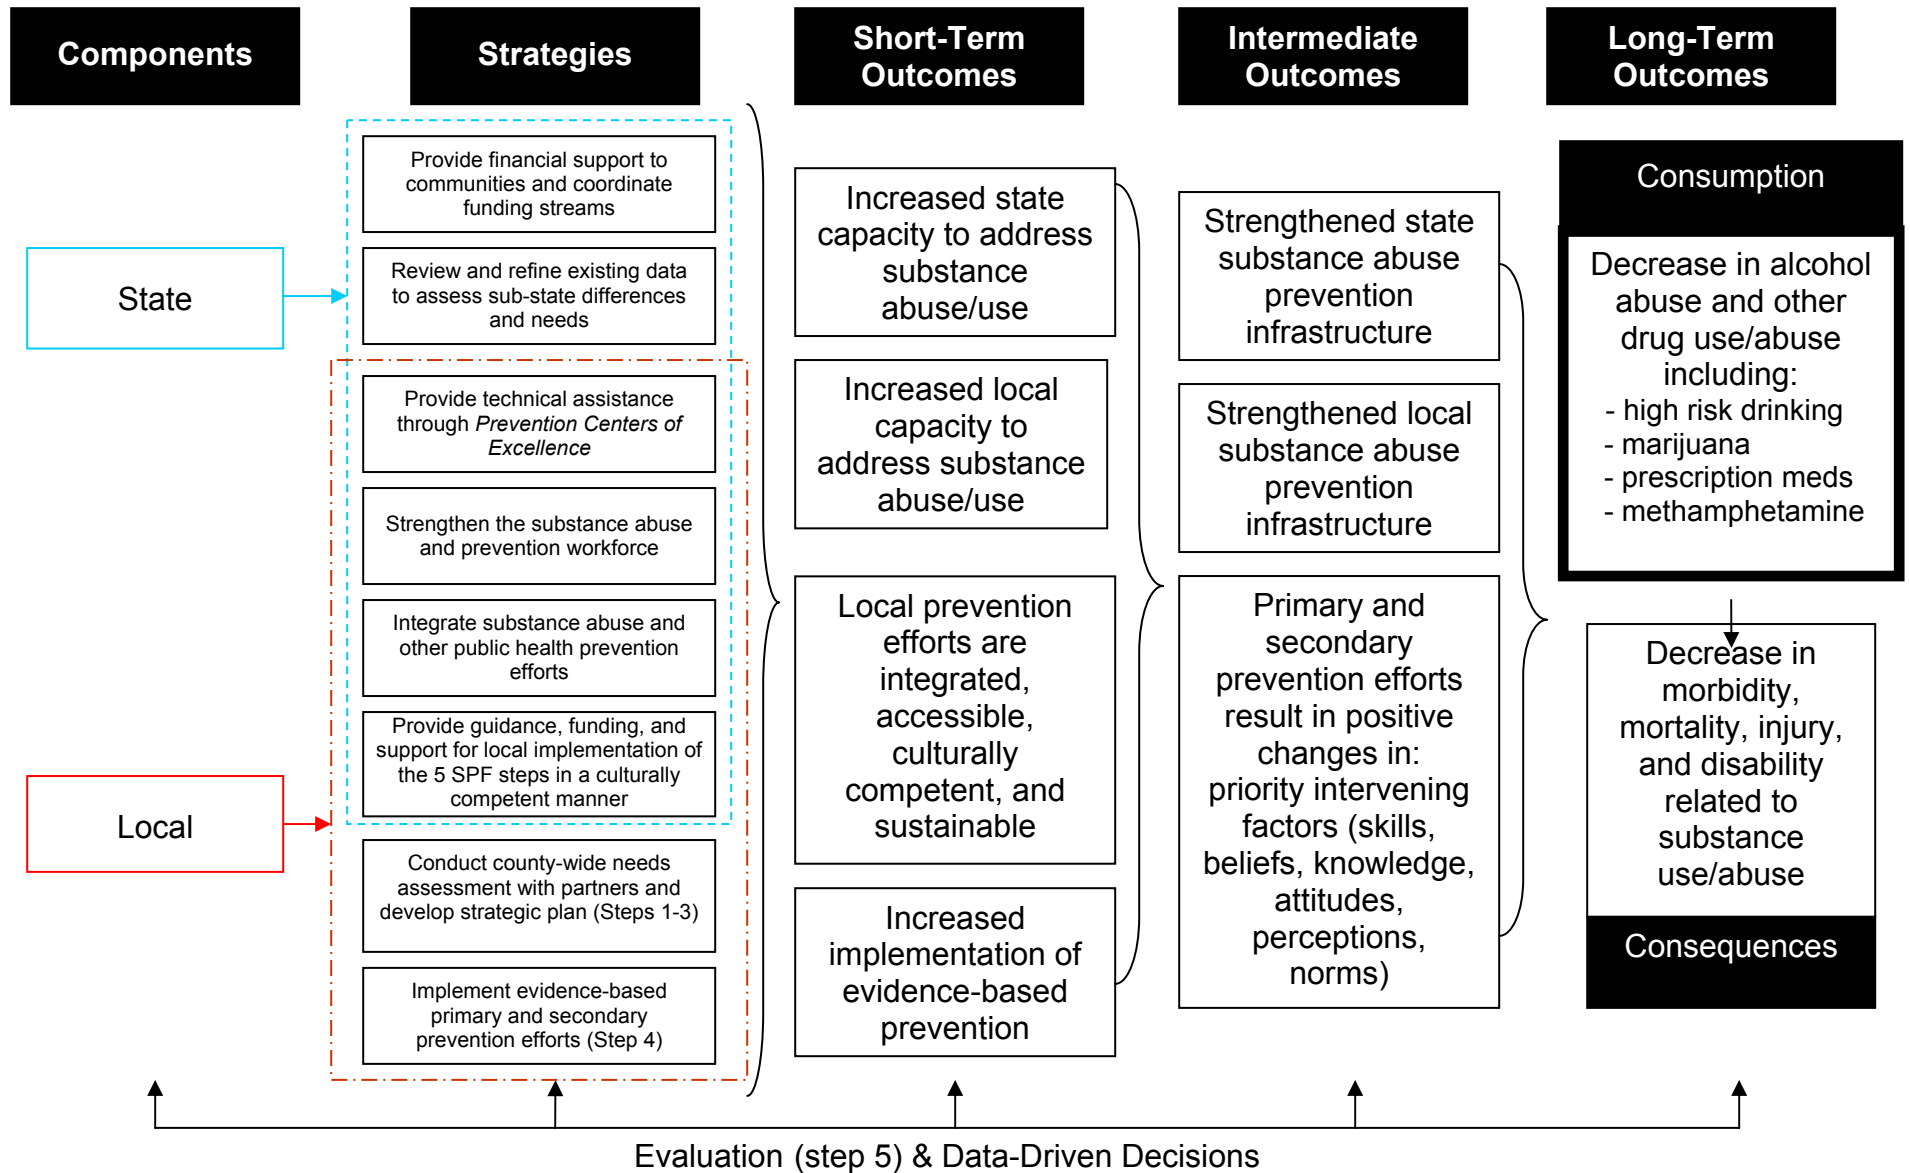 Components
Strategies
Short-Term
Outcomes
Intermediate
Outcomes
Long-Term
Outcomes
State
Local
Provide financial support to
communities and coordinate
funding streams
Review and refine existing data
to assess sub-state differences
and needs
Provide technical assistance
through Prevention Centers of
Excellence
Strengthen the substance abuse
and prevention workforce
Integrate substance abuse and
other public health prevention
efforts
Provide guidance, funding, and
support for local implementation of
the 5 SPF steps in a culturally
competent manner
Conduct county-wide needs
assessment with partners and
develop strategic plan (Steps 1-3)
Implement evidence-based
primary and secondary
prevention efforts (Step 4)
Increased state
capacity to address
substance
abuse/use
Increased local
capacity to
address substance
abuse/use
Local prevention
efforts are
integrated,
accessible,
culturally
competent, and
sustainable
Increased
implementation of
evidence-based
prevention
Strengthened state
substance abuse
prevention
infrastructure
Strengthened local
substance abuse
prevention
infrastructure
Primary and
secondary
prevention efforts
result in positive
changes in:
priority intervening
factors (skills,
beliefs, knowledge,
attitudes,
perceptions,
norms)
Consumption
Decrease in alcohol
abuse and other
drug use/abuse
including:
- high risk drinking
- marijuana
- prescription meds
- methamphetamine
Decrease in
morbidity,
mortality, injury,
and disability
related to
substance
use/abuse
Consequences
Evaluation (step 5) & Data-Driven Decisions